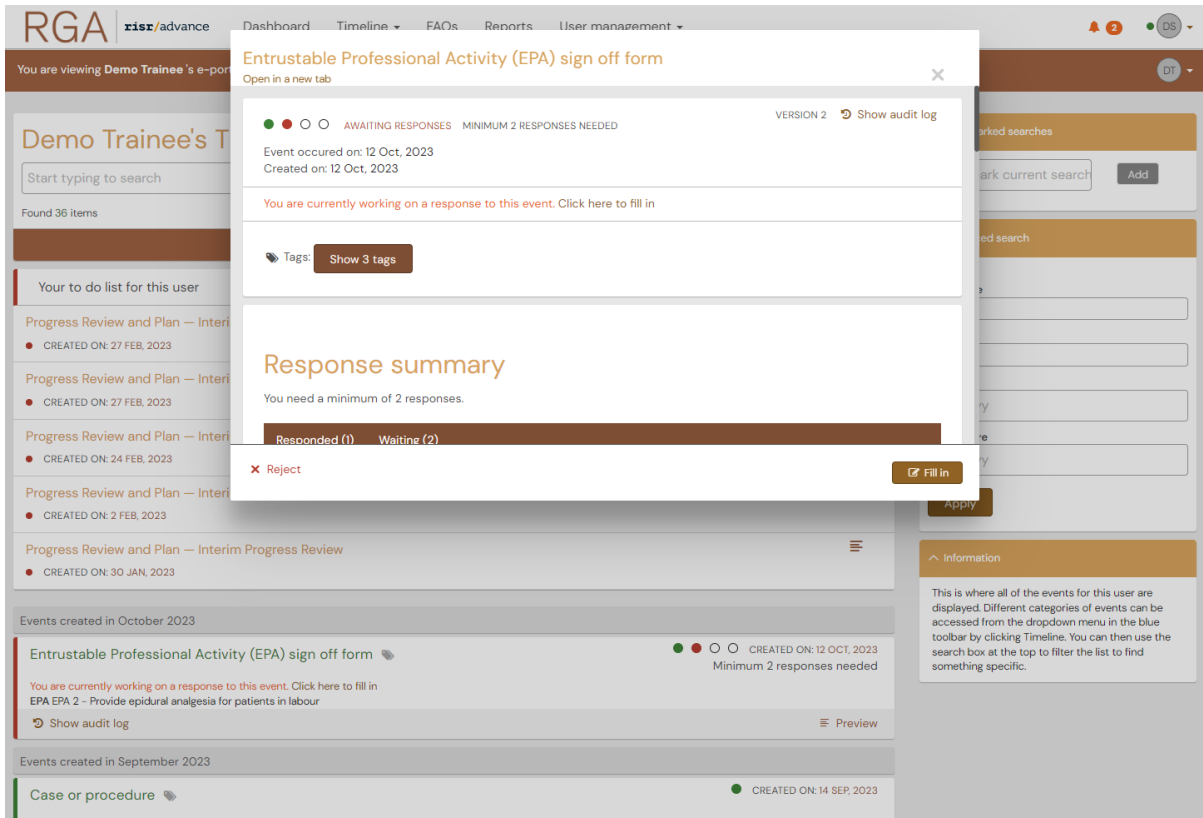 RGA risr/advance Dashboard Timeline FAQs Reports User management 2 DS
You are viewing Demo Trainee 's e-por DT
Entrustable Professional Activity (EPA) sign off form
Open in a new tab
AWAITING RESPONSES MINIMUM 2 RESPONSES NEEDED VERSION 2 Show audit log
Event occured on: 12 Oct, 2023
Created on: 12 Oct, 2023
You are currently working on a response to this event. Click here to fill in
Tags: Show 3 tags
Response summary
You need a minimum of 2 responses.
Responded (1) Waiting (2)
Reject Fill in
Demo Trainee's T
Start typing to search
Found 36 items
Your to do list for this user
Progress Review and Plan — Interi
CREATED ON: 27 FEB, 2023
Progress Review and Plan — Interi
CREATED ON: 27 FEB, 2023
Progress Review and Plan — Interi
CREATED ON: 24 FEB, 2023
Progress Review and Plan — Interi
CREATED ON: 2 FEB, 2023
Progress Review and Plan — Interim Progress Review
CREATED ON: 30 JAN, 2023
Events created in October 2023
Entrustable Professional Activity (EPA) sign off form CREATED ON: 12 OCT, 2023
Minimum 2 responses needed
You are currently working on a response to this event. Click here to fill in
EPA EPA 2 - Provide epidural analgesia for patients in labour
Show audit log Preview
Events created in September 2023
Case or procedure CREATED ON: 14 SEP, 2023
arked searches
ark current search Add
ed search
Apply
Information
This is where all of the events for this user are
displayed. Different categories of events can be
accessed from the dropdown menu in the blue
toolbar by clicking Timeline. You can then use the
search box at the top to filter the list to find
something specific.